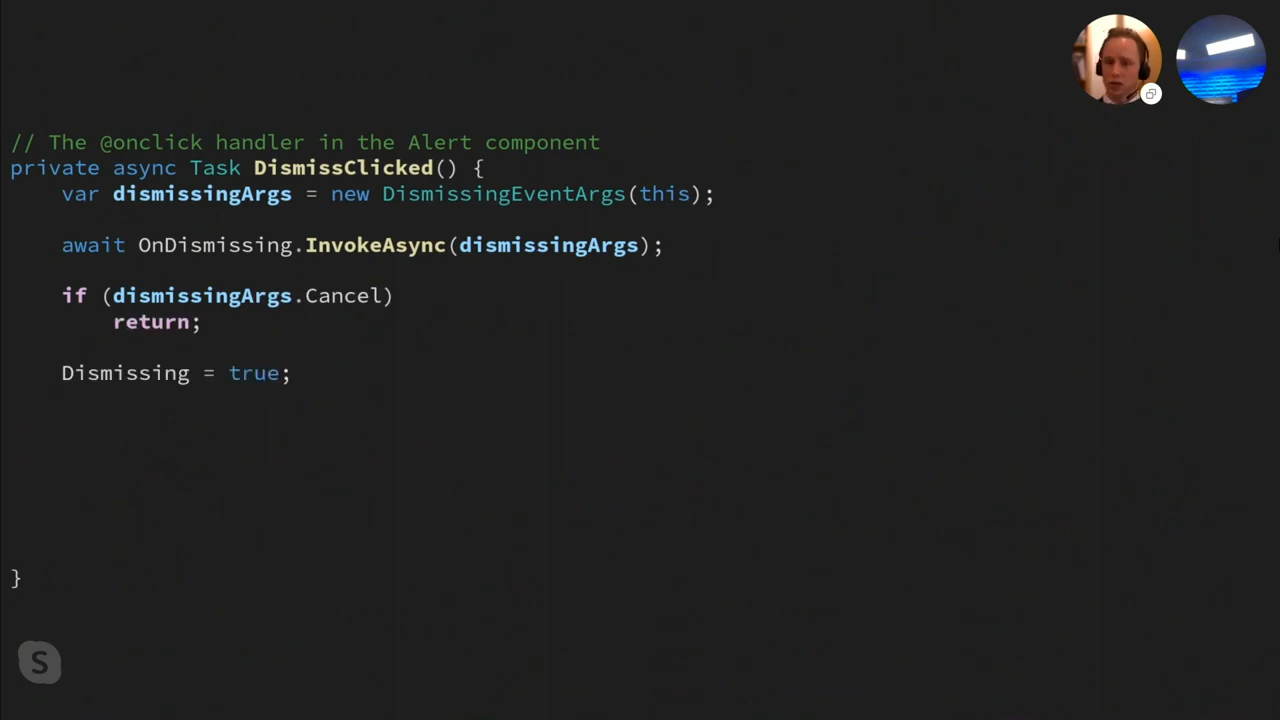 // The @onclick handler in the Alert component
private async Task DismissClicked() {
    var dismissingArgs = new DismissingEventArgs(this);
    await OnDismissing.InvokeAsync(dismissingArgs);
    if (dismissingArgs.Cancel)
        return;
    Dismissing = true;
}
S